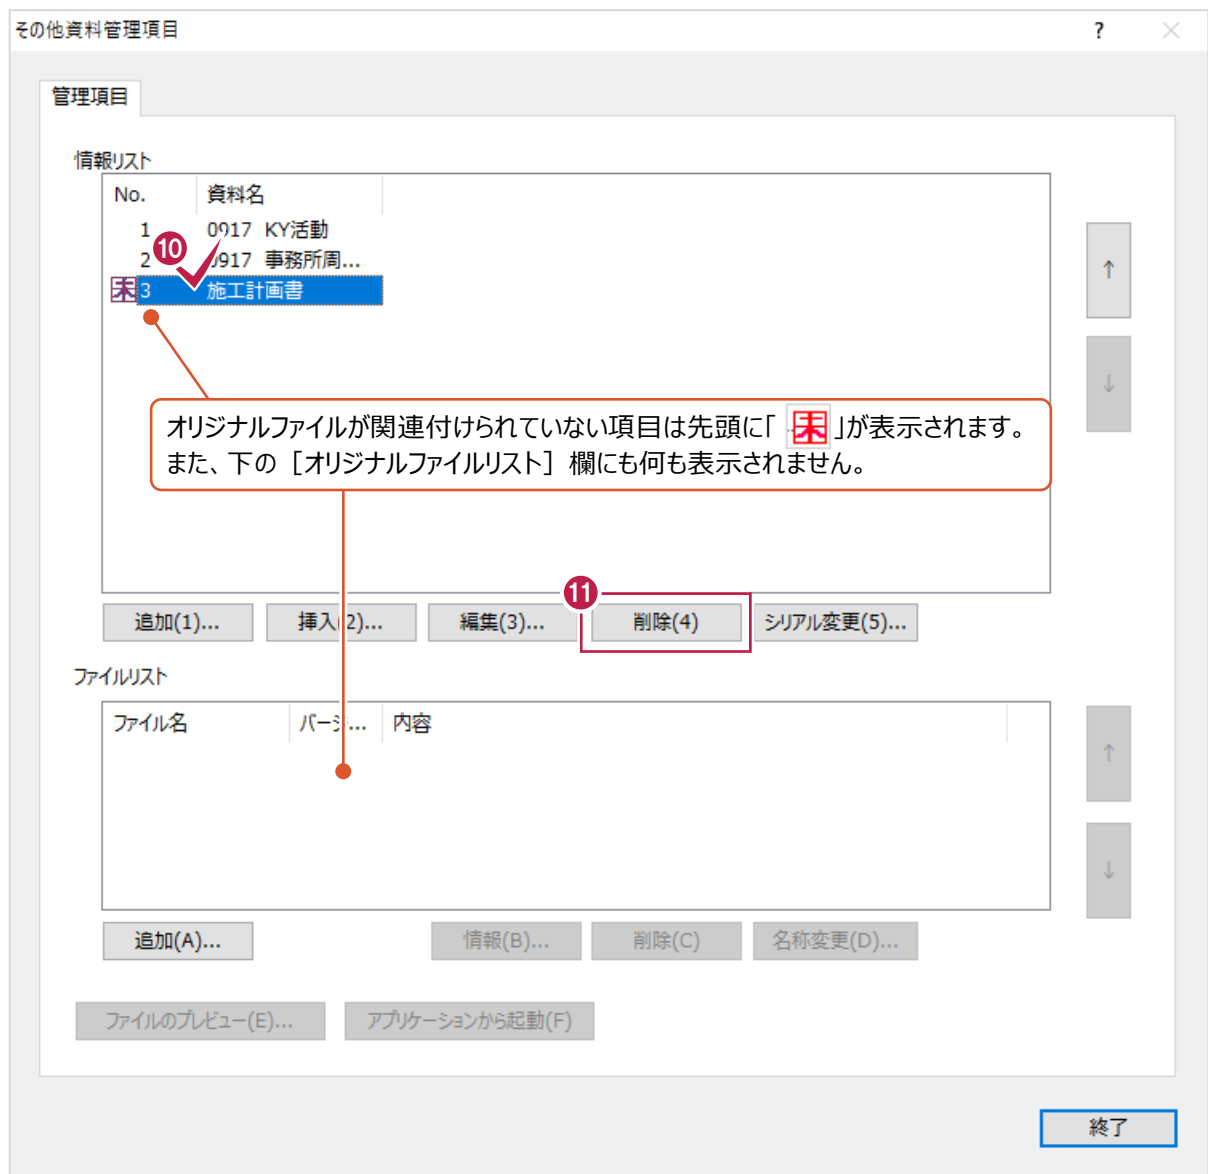 その他資料管理項目
?
管理項目
情報リスト
No. 資料名
1 0917 KY活動
10
2 0917 事務所周...
未 3 施工計画書
↑
↓
オリジナルファイルが関連付けられていない項目は先頭に「 未 」が表示されます。
また、下の［オリジナルファイルリスト］欄にも何も表示されません。
11
追加(1)... 挿入(2)... 編集(3)... 削除(4) シリアル変更(5)...
ファイルリスト
ファイル名 バージ... 内容
↑
↓
追加(A)... 情報(B)... 削除(C) 名称変更(D)...
ファイルのプレビュー(E)... アプリケーションから起動(F)
終了